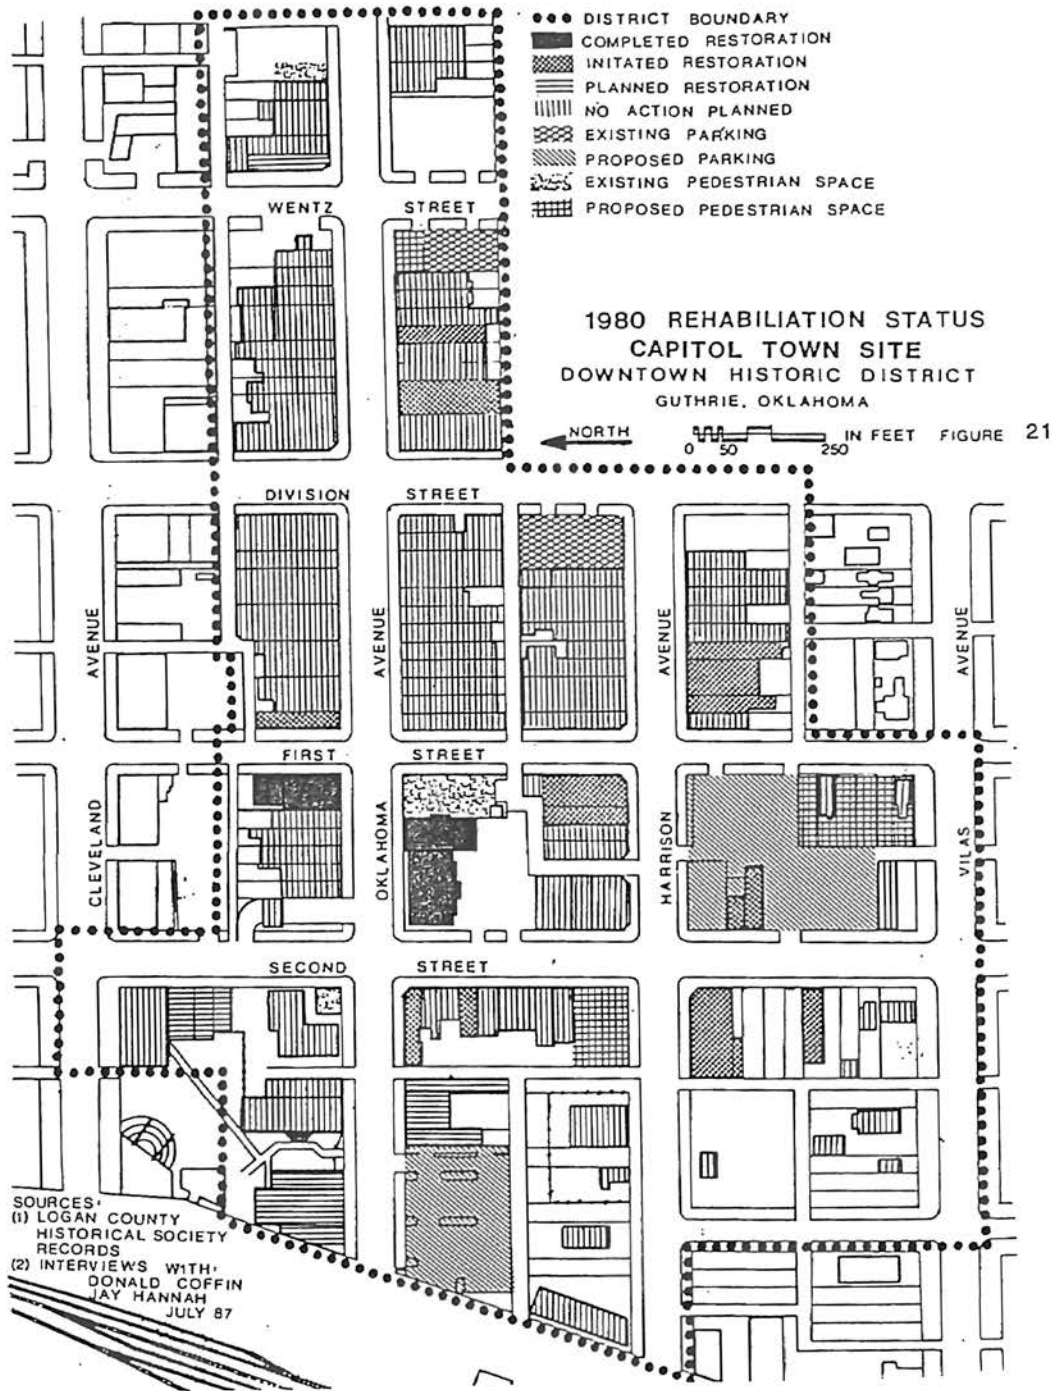 DISTRICT BOUNDARY
COMPLETED RESTORATION
INITATED RESTORATION
PLANNED RESTORATION
NO ACTION PLANNED
EXISTING PARKING
PROPOSED PARKING
EXISTING PEDESTRIAN SPACE
PROPOSED PEDESTRIAN SPACE
WENTZ STREET
1980 REHABILIATION STATUS
CAPITOL TOWN SITE
DOWNTOWN HISTORIC DISTRICT
GUTHRIE, OKLAHOMA
NORTH
0 50 250
IN FEET FIGURE 21
DIVISION STREET
AVENUE
AVENUE
AVENUE
AVENUE
FIRST STREET
CLEVELAND
OKLAHOMA
HARRISON
VILAS
SECOND STREET
SOURCES:
(1) LOGAN COUNTY
HISTORICAL SOCIETY
RECORDS
(2) INTERVIEWS WITH:
DONALD COFFIN
JAY HANNAH
JULY 87